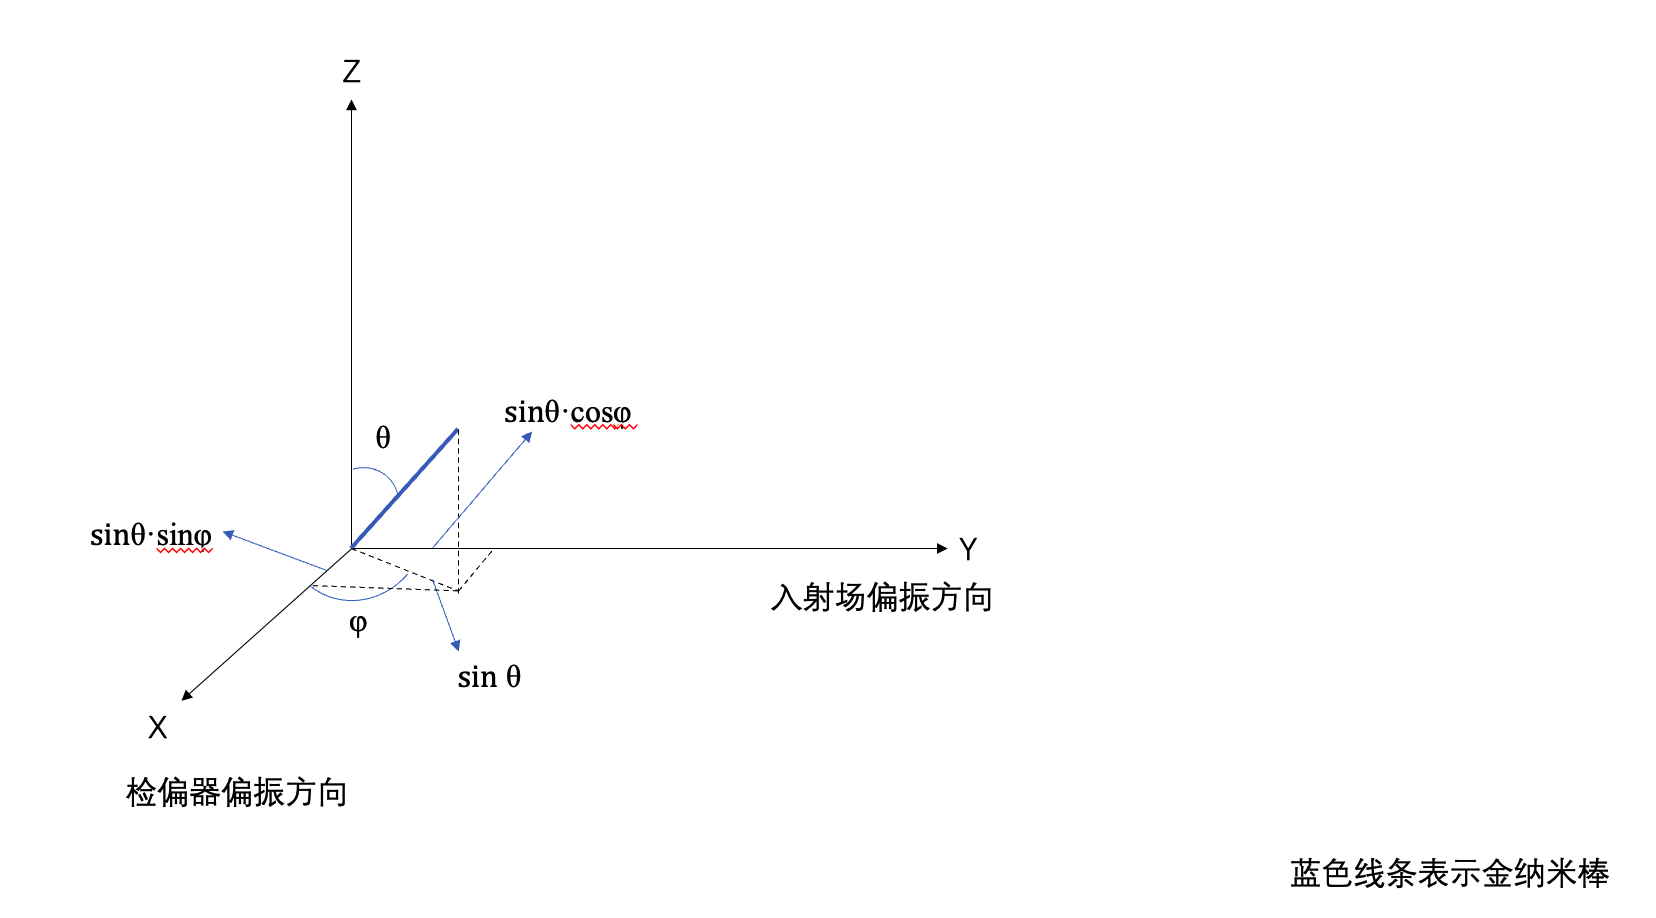 Z
sinθ·cosφ
θ
sinθ·sinφ
Y
入射场偏振方向
φ
sin θ
X
检偏器偏振方向
蓝色线条表示金纳米棒